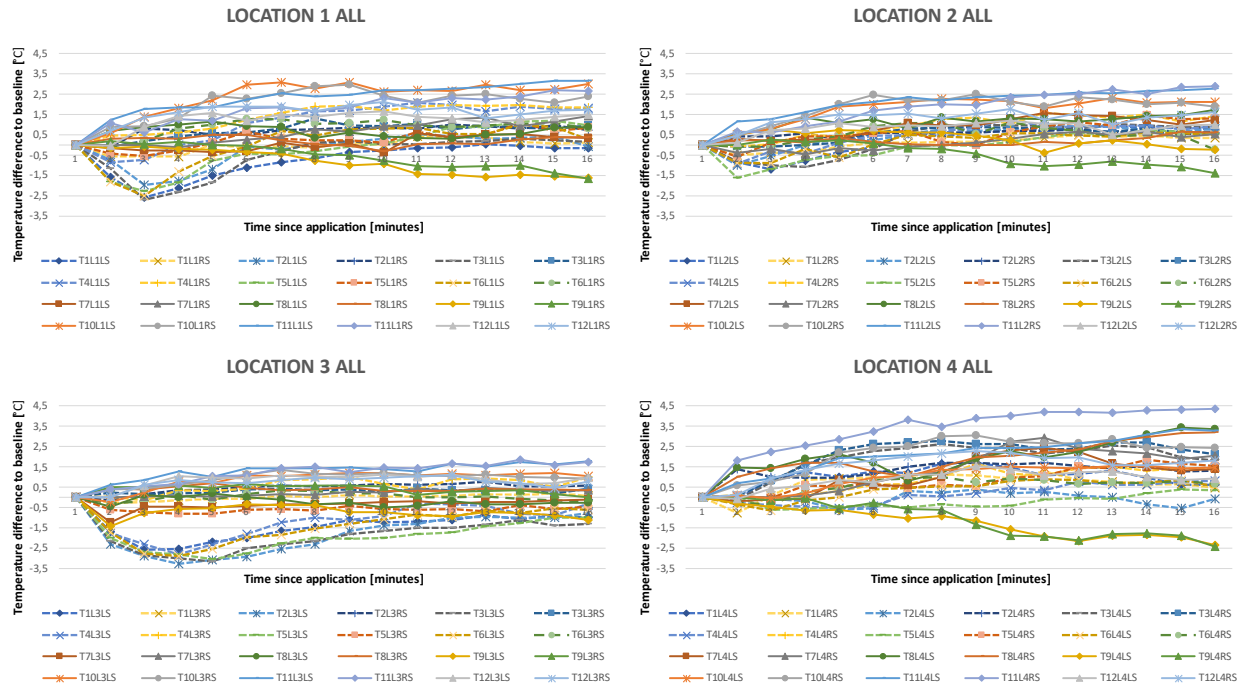 LOCATION 1 ALL
Temperature difference to baseline [°C]
4,5
3,5
2,5
1,5
0,5
-0,5
-1,5
-2,5
-3,5
1 2 3 4 5 6 7 8 9 10 11 12 13 14 15 16
Time since application [minutes]
T1L1LS T1L1RS T2L1LS T2L1RS T3L1LS T3L1RS
T4L1LS T4L1RS T5L1LS T5L1RS T6L1LS T6L1RS
T7L1LS T7L1RS T8L1LS T8L1RS T9L1LS T9L1RS
T10L1LS T10L1RS T11L1LS T11L1RS T12L1LS T12L1RS
LOCATION 2 ALL
Temperature difference to baseline [°C]
4,5
3,5
2,5
1,5
0,5
-0,5
-1,5
-2,5
-3,5
1 2 3 4 5 6 7 8 9 10 11 12 13 14 15 16
Time since application [minutes]
T1L2LS T1L2RS T2L2LS T2L2RS T3L2LS T3L2RS
T4L2LS T4L2RS T5L2LS T5L2RS T6L2LS T6L2RS
T7L2LS T7L2RS T8L2LS T8L2RS T9L2LS T9L2RS
T10L2LS T10L2RS T11L2LS T11L2RS T12L2LS T12L2RS
LOCATION 3 ALL
Temperature difference to baseline [°C]
4,5
3,5
2,5
1,5
0,5
-0,5
-1,5
-2,5
-3,5
1 2 3 4 5 6 7 8 9 10 11 12 13 14 15 16
Time since application [minutes]
T1L3LS T1L3RS T2L3LS T2L3RS T3L3LS T3L3RS
T4L3LS T4L3RS T5L3LS T5L3RS T6L3LS T6L3RS
T7L3LS T7L3RS T8L3LS T8L3RS T9L3LS T9L3RS
T10L3LS T10L3RS T11L3LS T11L3RS T12L3LS T12L3RS
LOCATION 4 ALL
Temperature difference to baseline [°C]
4,5
3,5
2,5
1,5
0,5
-0,5
-1,5
-2,5
-3,5
1 2 3 4 5 6 7 8 9 10 11 12 13 14 15 16
Time since application [minutes]
T1L4LS T1L4RS T2L4LS T2L4RS T3L4LS T3L4RS
T4L4LS T4L4RS T5L4LS T5L4RS T6L4LS T6L4RS
T7L4LS T7L4RS T8L4LS T8L4RS T9L4LS T9L4RS
T10L4LS T10L4RS T11L4LS T11L4RS T12L4LS T12L4RS